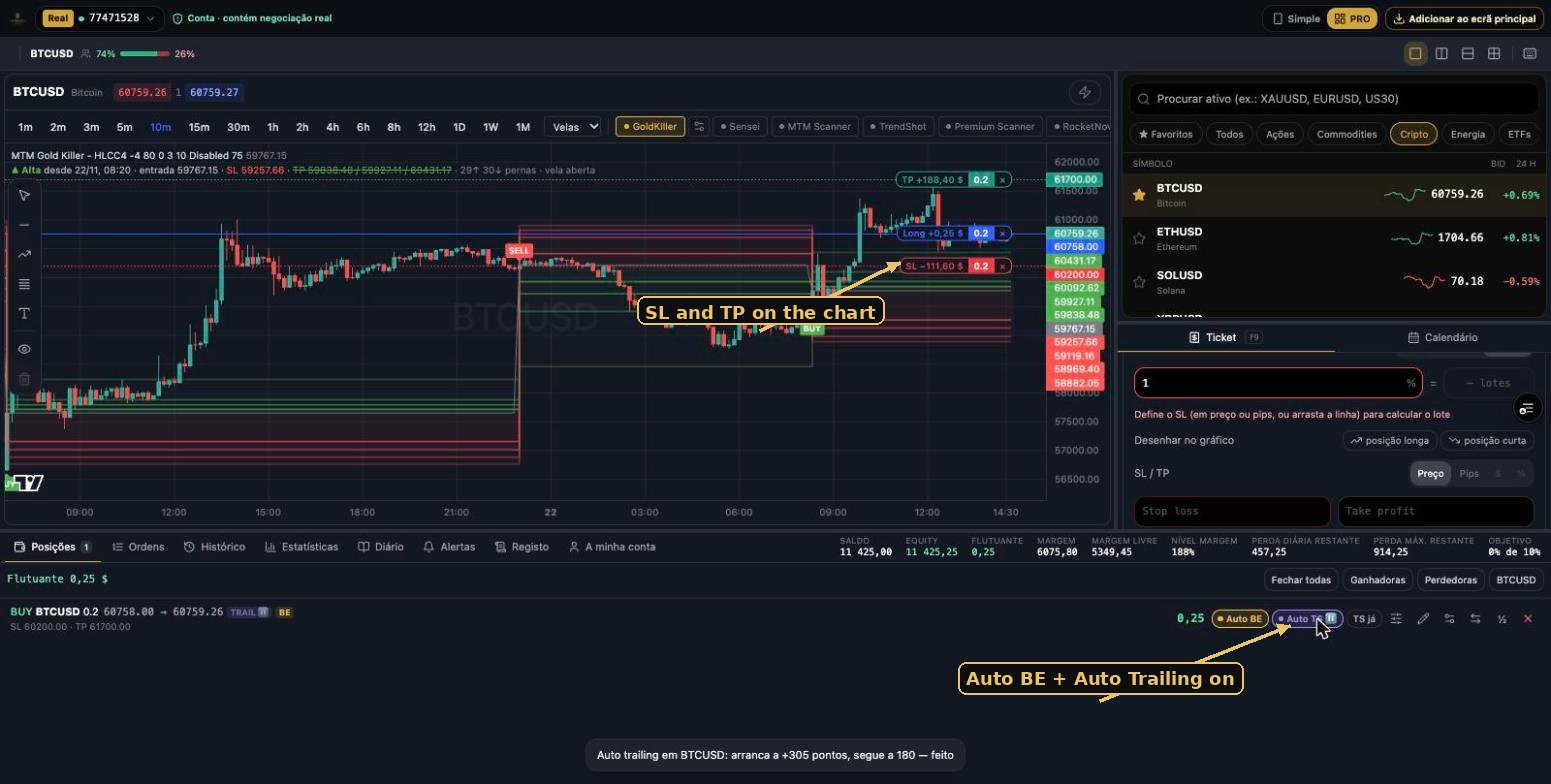 Real 77471528 Conta · contém negociação real Simple PRO Adicionar ao ecrã principal
BTCUSD 74% 26%
BTCUSD Bitcoin 60759.26 1 60759.27
1m 2m 3m 5m 10m 15m 30m 1h 2h 4h 6h 8h 12h 1D 1W 1M Velas GoldKiller Sensei MTM Scanner TrendShot Premium Scanner RocketNov
MTM Gold Killer - HLCC4 -4 80 0 3 10 Disabled 75 59767.15
▲ Alta desde 22/11, 08:20 · entrada 59767.15 · SL 59257.66 · TP 59838.48 / 59927.11 / 60431.17 · 29↑ 30↓ pernas · vela aberta
TP +188,40 $ 0.2 ×
Long +0,25 $ 0.2 ×
SL −111,60 $ 0.2 ×
SELL
BUY
BTCUSD
SL and TP on the chart
62000.00
61700.00
61500.00
61000.00
60759.26
60758.00
60431.17
60200.00
60092.62
59927.11
59838.48
59767.15
59257.66
59119.16
58969.40
58882.05
58000.00
57500.00
57000.00
56500.00
09:00 12:00 15:00 18:00 21:00 22 03:00 06:00 09:00 12:00 14:30
Procurar ativo (ex.: XAUUSD, EURUSD, US30)
Favoritos Todos Ações Commodities Cripto Energia ETFs
SÍMBOLO BID 24 H
BTCUSD 60759.26 +0.69%
Bitcoin
ETHUSD 1704.66 +0.81%
Ethereum
SOLUSD 70.18 −0.59%
Solana
Ticket F9 Calendário
1 % = — lotes
Define o SL (em preço ou pips, ou arrasta a linha) para calcular o lote
Desenhar no gráfico posição longa posição curta
SL / TP Preço Pips $ %
Stop loss Take profit
Posições 1 Ordens Histórico Estatísticas Diário Alertas Registo A minha conta
SALDO EQUITY FLUTUANTE MARGEM MARGEM LIVRE NÍVEL MARGEM PERDA DIÁRIA RESTANTE PERDA MÁX. RESTANTE OBJETIVO
11 425,00 11 425,25 0,25 6075,80 5349,45 188% 457,25 914,25 0% de 10%
Flutuante 0,25 $ Fechar todas Ganhadoras Perdedoras BTCUSD
BUY BTCUSD 0.2 60758.00 → 60759.26 TRAIL BE 0,25 Auto BE Auto TS TS já ½ ×
SL 60200.00 · TP 61700.00
Auto BE + Auto Trailing on
Auto trailing em BTCUSD: arranca a +305 pontos, segue a 180 — feito